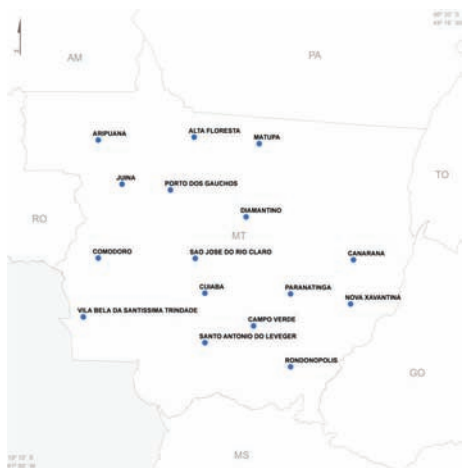 AM
PA
ARIPUANA
ALTA FLORESTA
MATUPA
JUINA
PORTO DOS GAUCHOS
TO
DIAMANTINO
RO
MT
COMODORO
SAO JOSE DO RIO CLARO
CANARANA
CUIABA
PARANATINGA
NOVA XAVANTINA
VILA BELA DA SANTISSIMA TRINDADE
CAMPO VERDE
SANTO ANTONIO DO LEVEGER
RONDONOPOLIS
GO
MS